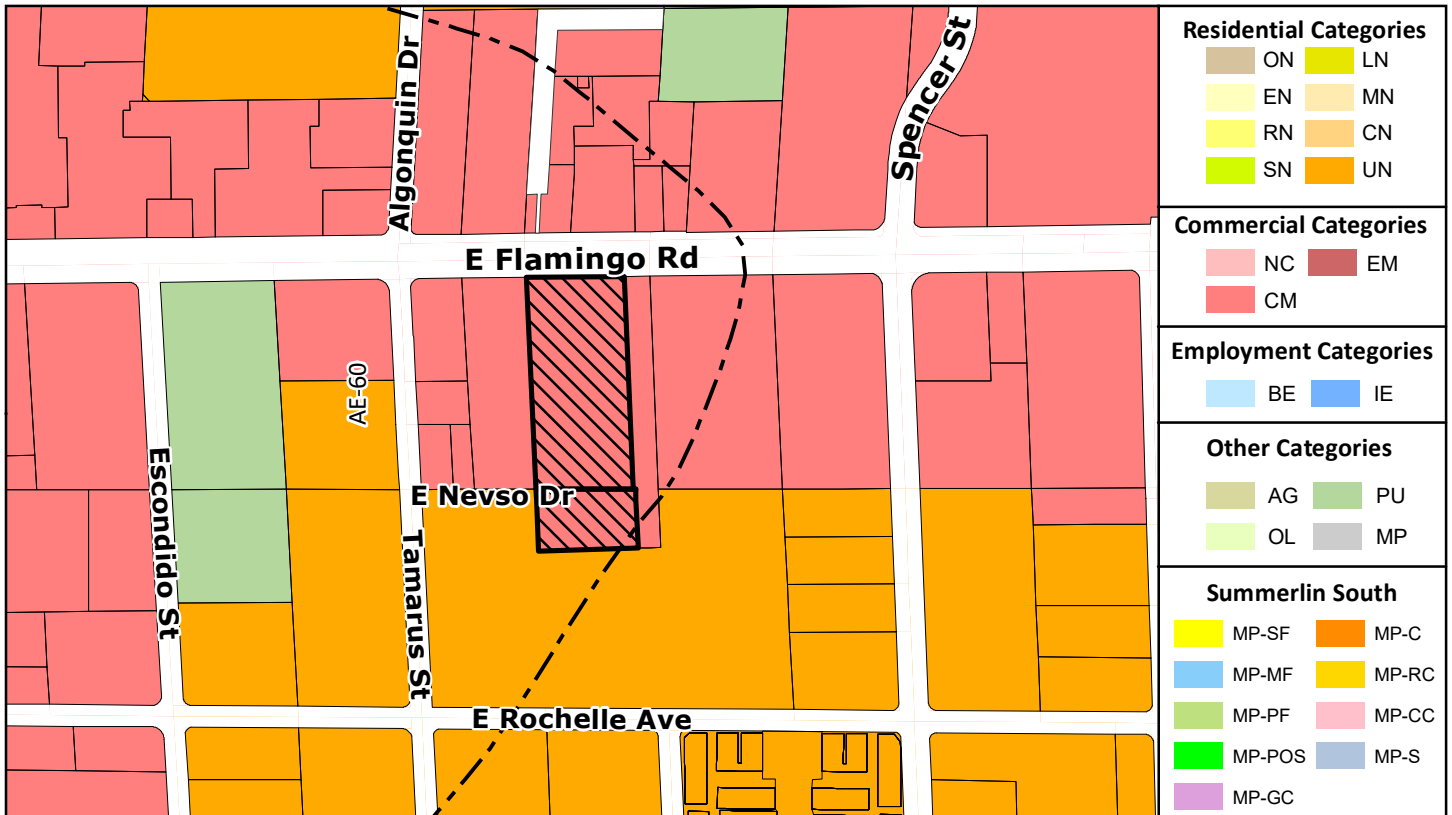 Algonquin Dr
Spencer St
E Flamingo Rd
AE-60
Escondido St
E Nevso Dr
Tamarus St
E Rochelle Ave
Residential Categories
ON LN
EN MN
RN CN
SN UN
Commercial Categories
NC EM
CM
Employment Categories
BE IE
Other Categories
AG PU
OL MP
Summerlin South
MP-SF MP-C
MP-MF MP-RC
MP-PF MP-CC
MP-POS MP-S
MP-GC